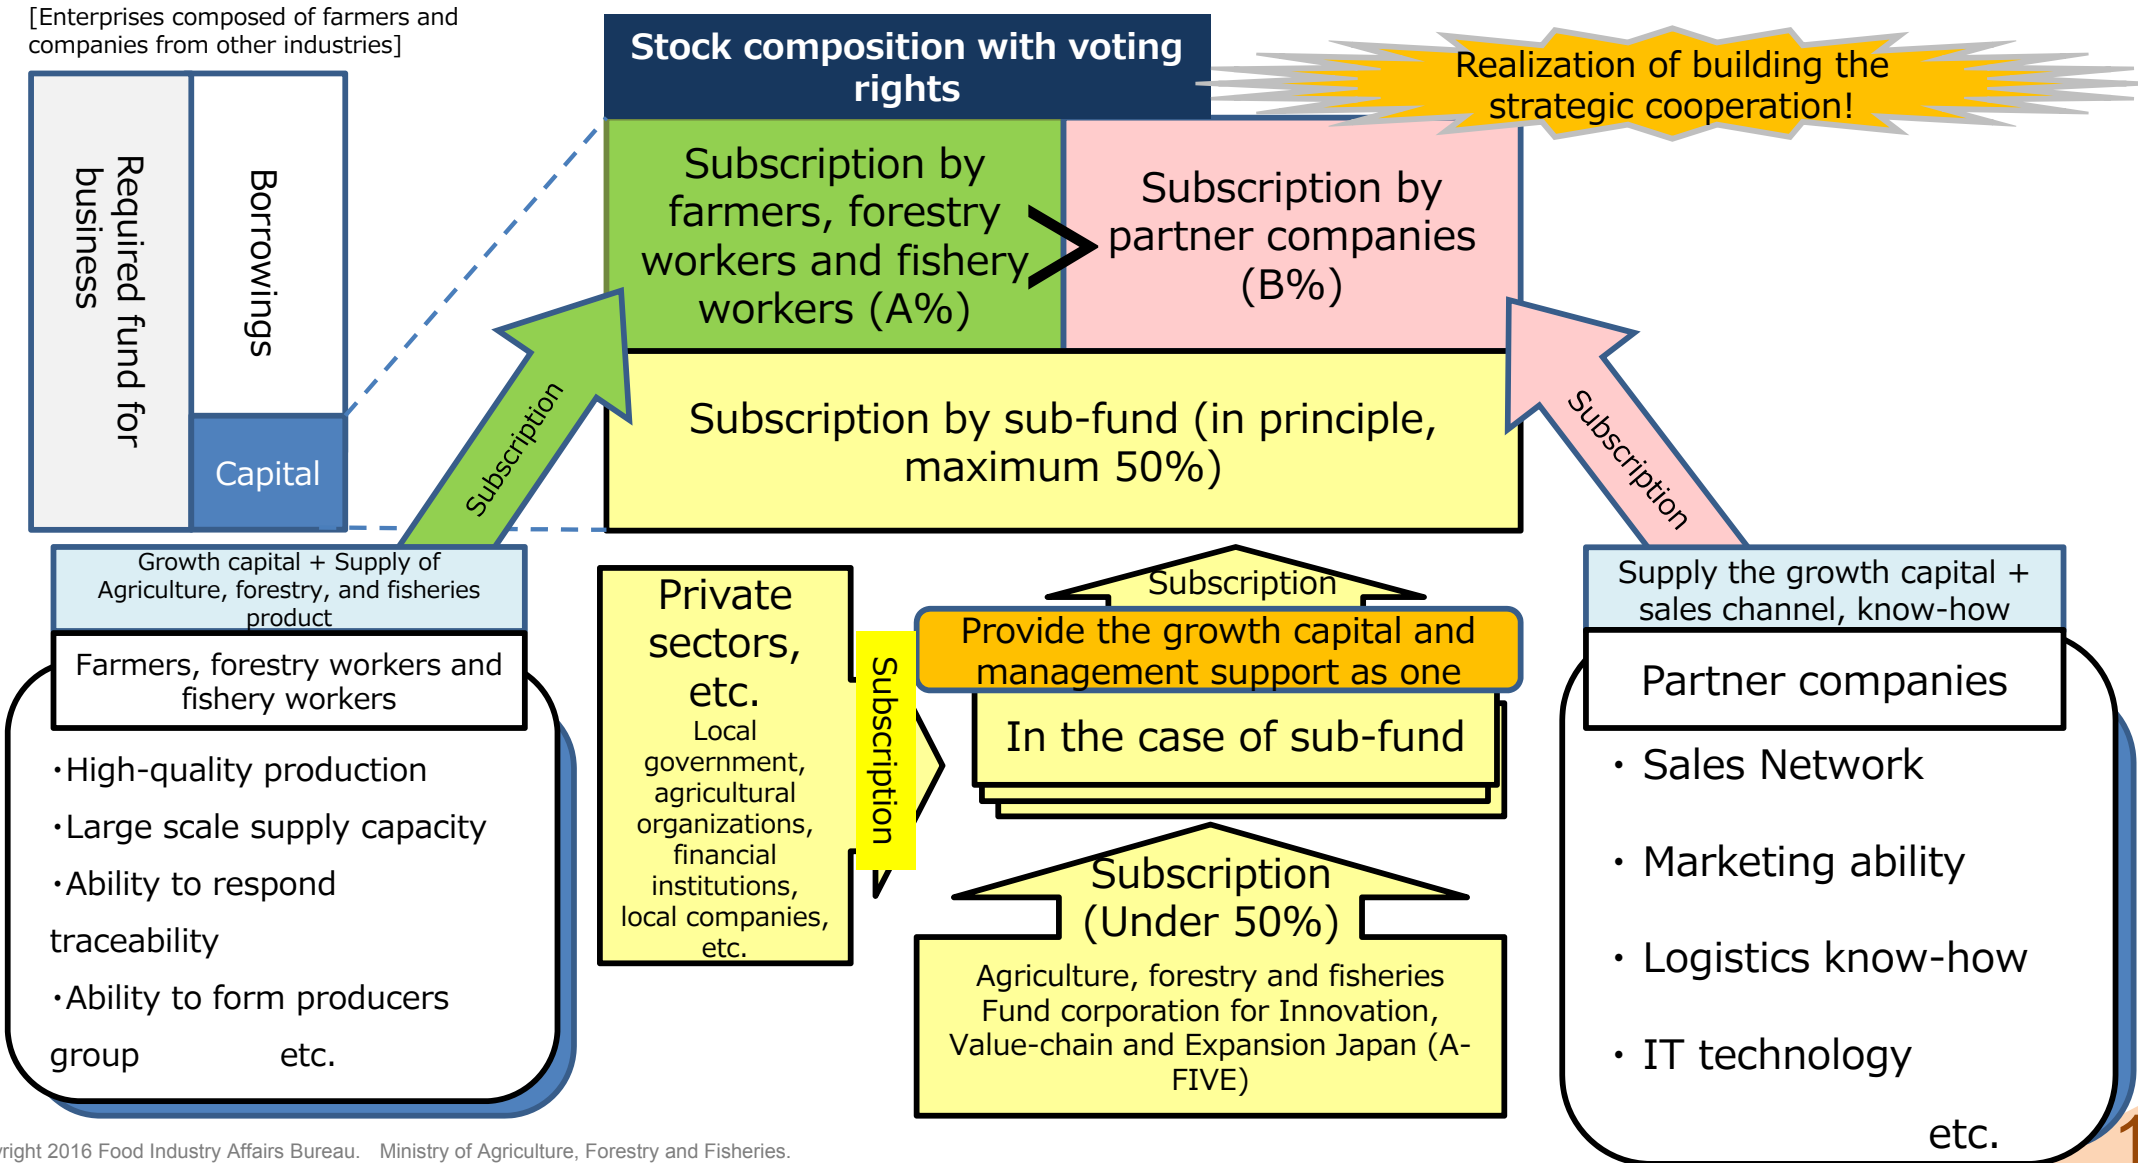 [Enterprises composed of farmers and
companies from other industries]
Required fund for
business
Borrowings
Capital
Stock composition with voting
rights
Realization of building the
strategic cooperation!
Subscription by
farmers, forestry
workers and fishery
workers (A%)
>
Subscription by
partner companies
(B%)
Subscription by sub-fund (in principle,
maximum 50%)
Subscription
Subscription
Growth capital + Supply of
Agriculture, forestry, and fisheries
product
Farmers, forestry workers and
fishery workers
・High-quality production
・Large scale supply capacity
・Ability to respond
traceability
・Ability to form producers
group etc.
Private
sectors,
etc.
Local
government,
agricultural
organizations,
financial
institutions,
local companies,
etc.
Subscription
Subscription
Provide the growth capital and
management support as one
In the case of sub-fund
Subscription
(Under 50%)
Agriculture, forestry and fisheries
Fund corporation for Innovation,
Value-chain and Expansion Japan (A-
FIVE)
Supply the growth capital +
sales channel, know-how
Partner companies
・ Sales Network
・ Marketing ability
・ Logistics know-how
・ IT technology
etc.
right 2016 Food Industry Affairs Bureau. Ministry of Agriculture, Forestry and Fisheries.